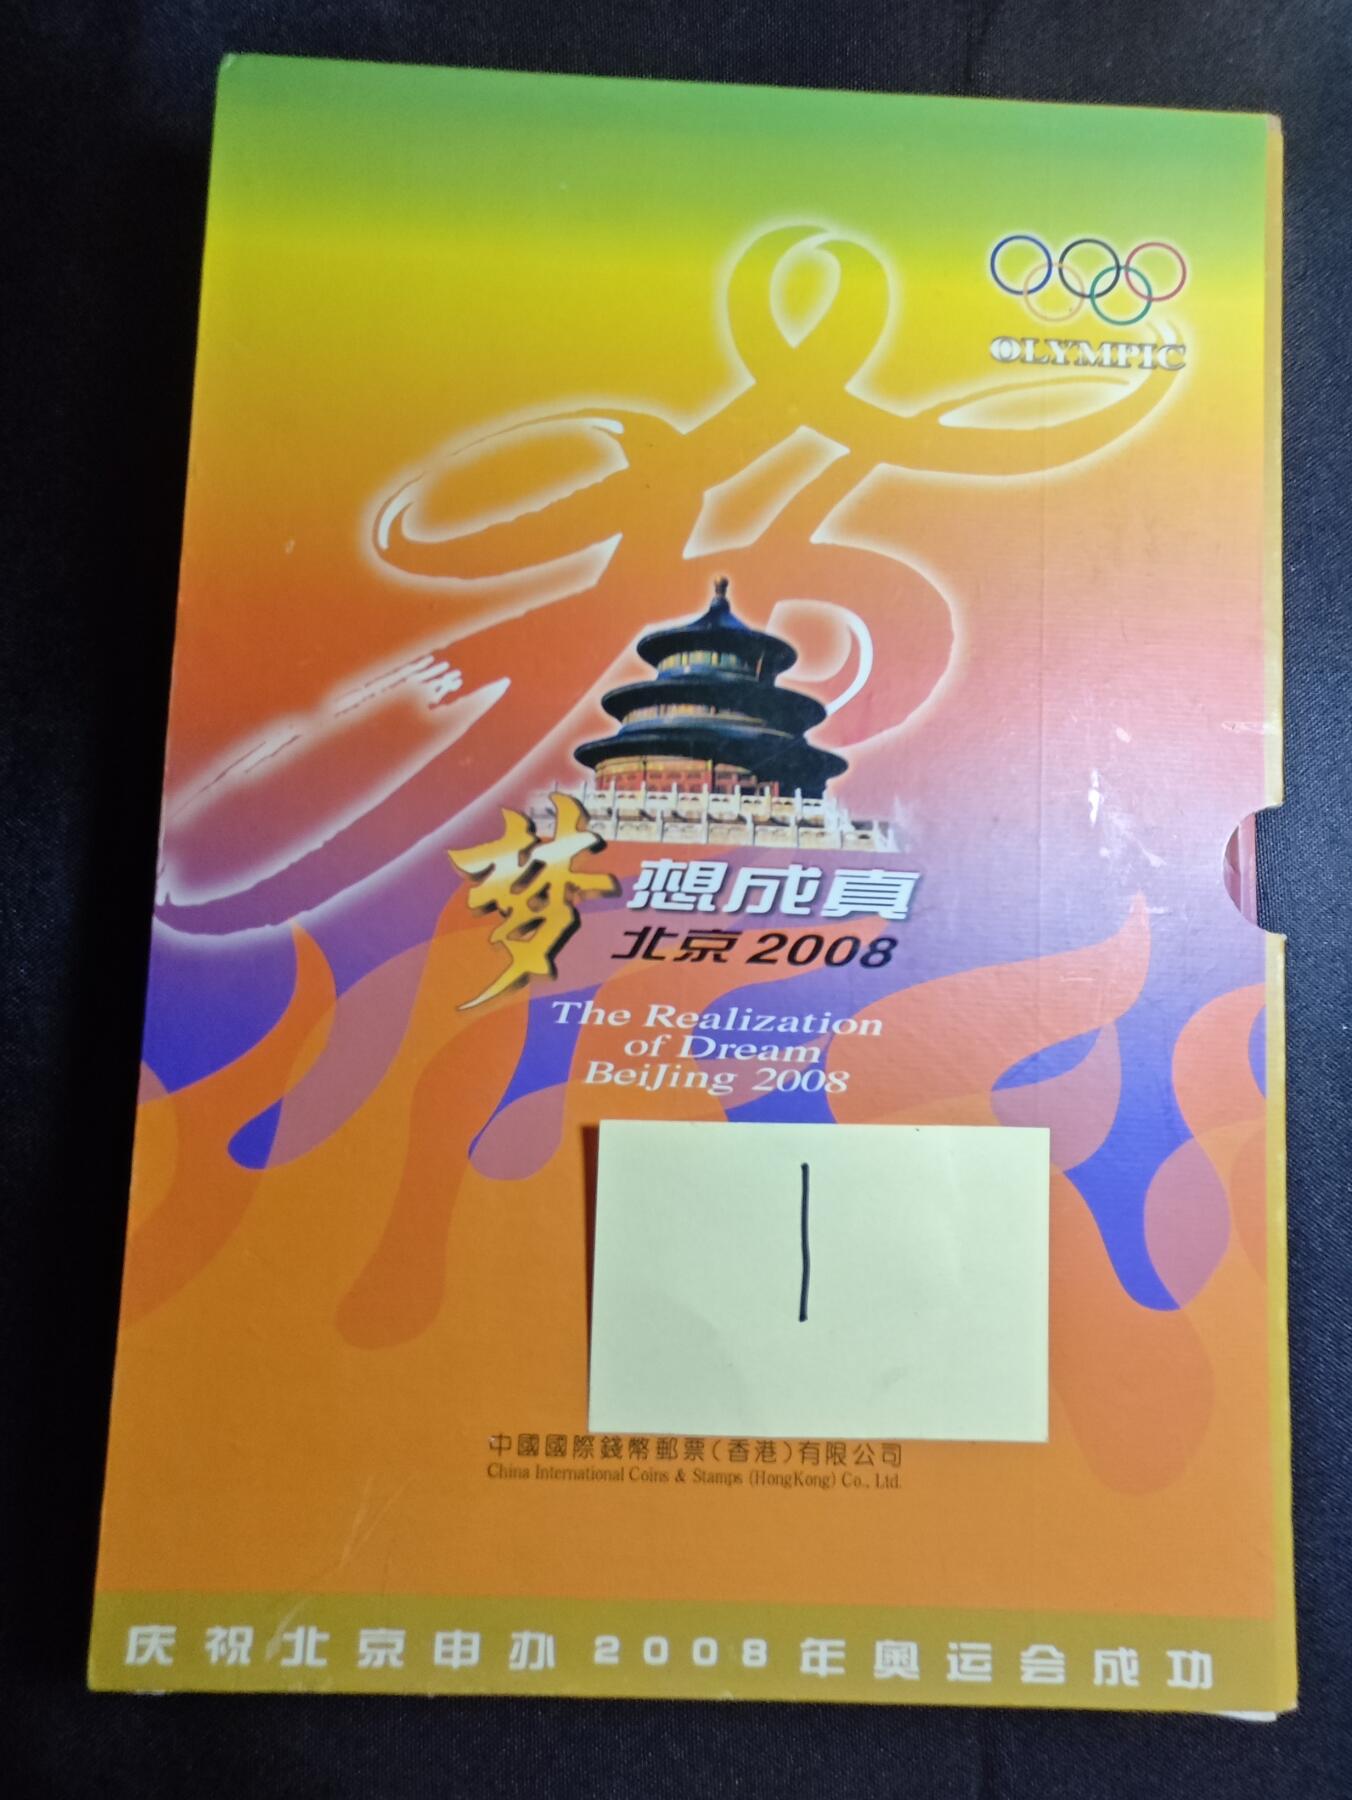 OLYMPIC
梦想成真
北京2008
The Realization
of Dream
BeiJing 2008
1
中國國際錢幣郵票(香港)有限公司
China International Coins & Stamps (HongKong) Co., Ltd.
庆祝北京申办2008年奥运会成功